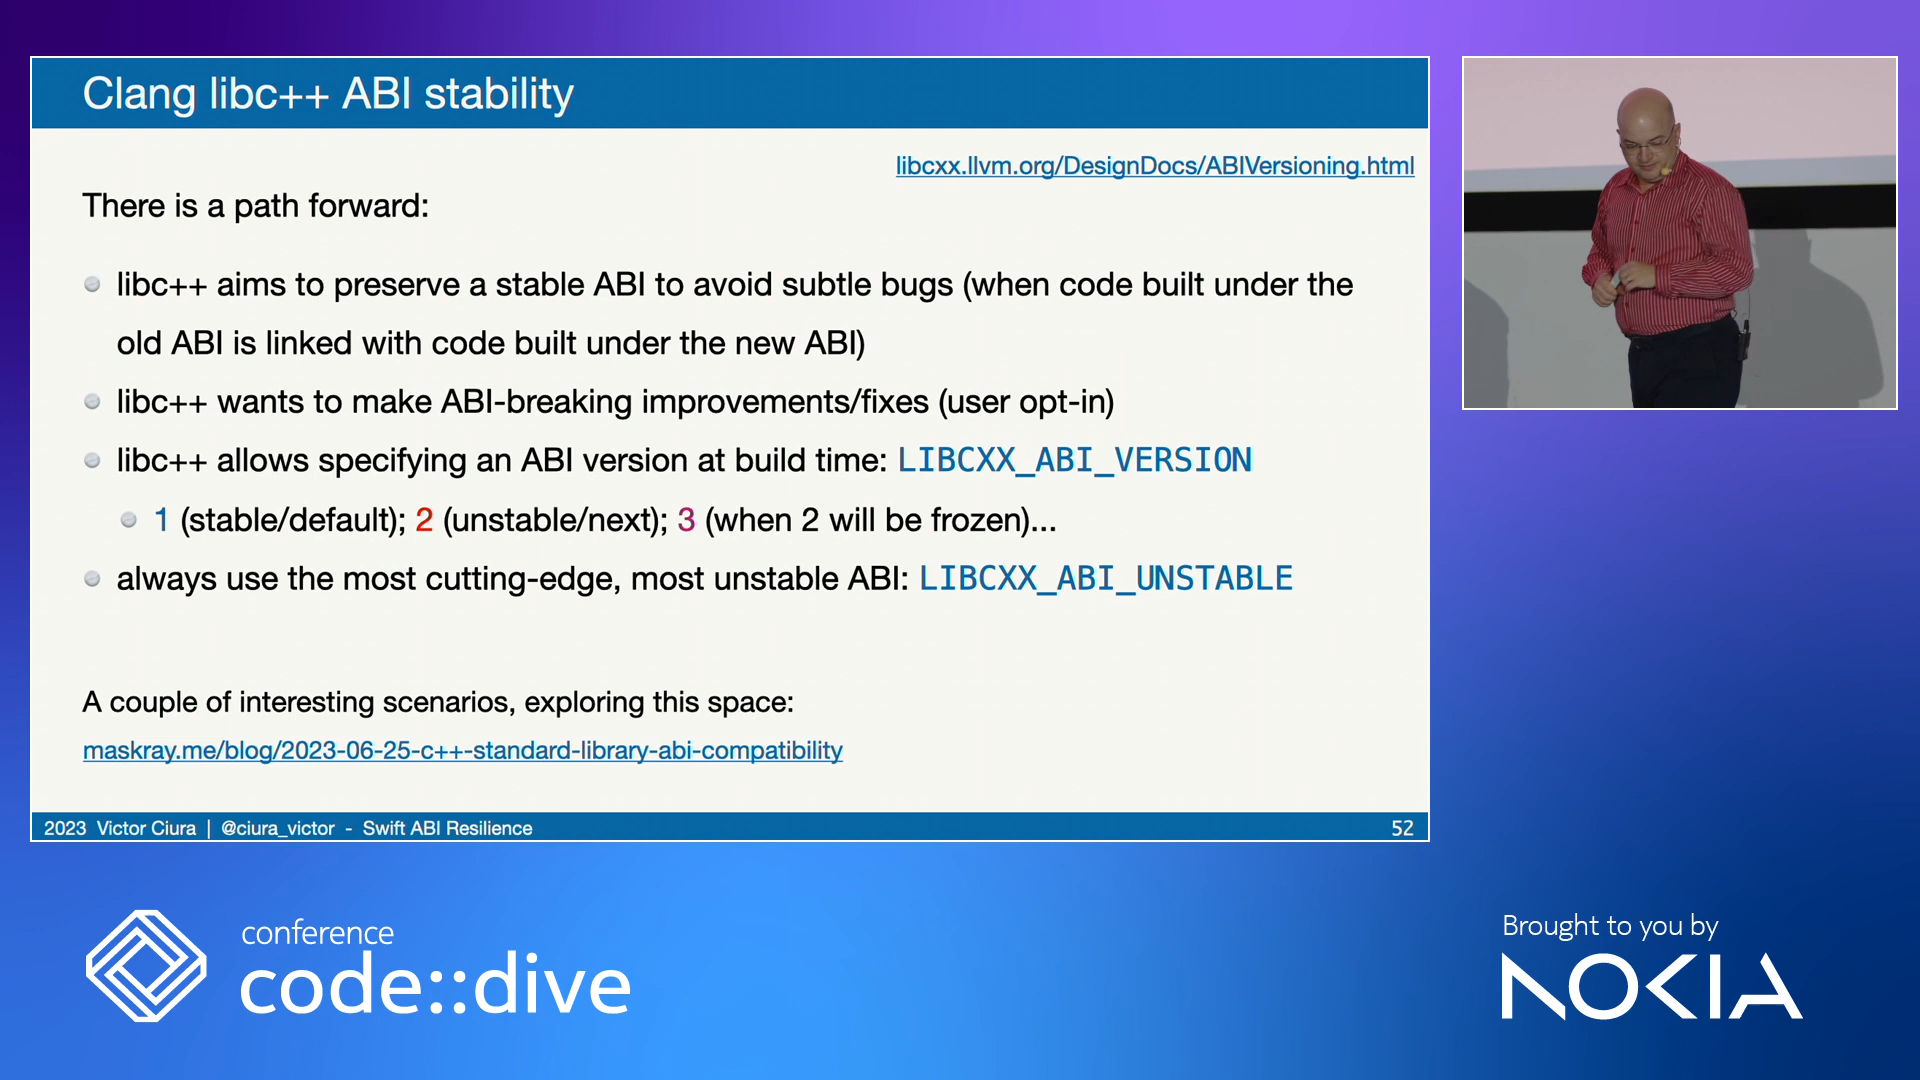 Clang libc++ ABI stability
libcxx.llvm.org/DesignDocs/ABIVersioning.html
There is a path forward:
libc++ aims to preserve a stable ABI to avoid subtle bugs (when code built under the
old ABI is linked with code built under the new ABI)
libc++ wants to make ABI-breaking improvements/fixes (user opt-in)
libc++ allows specifying an ABI version at build time: LIBCXX_ABI_VERSION
1 (stable/default); 2 (unstable/next); 3 (when 2 will be frozen)...
always use the most cutting-edge, most unstable ABI: LIBCXX_ABI_UNSTABLE
A couple of interesting scenarios, exploring this space:
maskray.me/blog/2023-06-25-c++-standard-library-abi-compatibility
2023 Victor Ciura | @ciura_victor - Swift ABI Resilience
52
conference
code::dive
Brought to you by
NOKIA